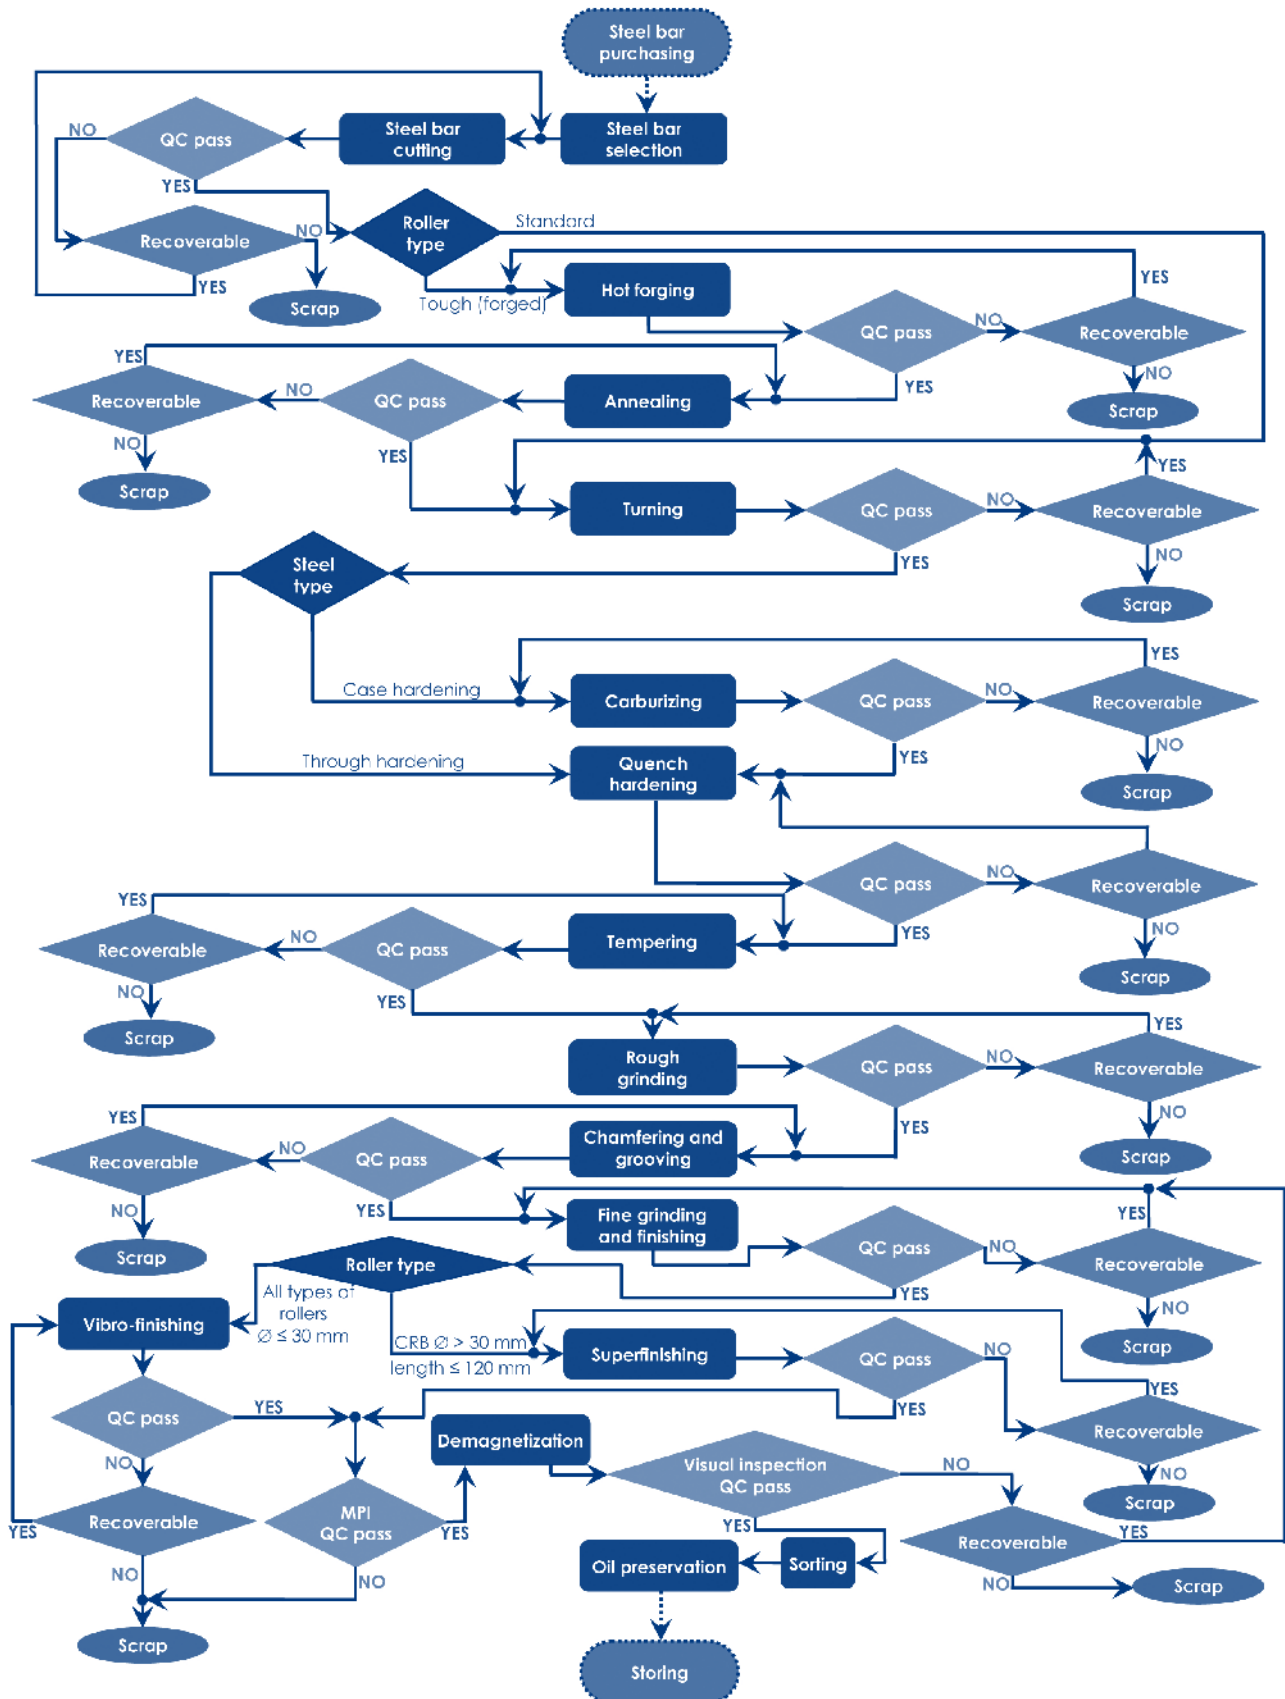 Steel bar
purchasing
NO
QC pass
Steel bar
cutting
Steel bar
selection
YES
Roller
type
Standard
Recoverable
NO
YES
YES
Scrap
Tough (forged)
Hot forging
QC pass
NO
Recoverable
YES
NO
YES
Recoverable
NO
QC pass
Annealing
Scrap
NO
YES
Scrap
YES
Turning
QC pass
NO
Recoverable
Steel
type
YES
NO
Scrap
YES
Case hardening
Carburizing
QC pass
NO
Recoverable
YES
NO
Through hardening
Quench
hardening
Scrap
YES
QC pass
NO
Recoverable
YES
Recoverable
NO
QC pass
Tempering
NO
Scrap
NO
YES
YES
Scrap
Rough
grinding
QC pass
NO
Recoverable
YES
YES
NO
Chamfering and
grooving
Scrap
Recoverable
NO
QC pass
NO
YES
YES
Scrap
Fine grinding
and finishing
QC pass
NO
Recoverable
Roller type
YES
NO
All types of
rollers
Ø ≤ 30 mm
Vibro-finishing
CRB Ø > 30 mm
length ≤ 120 mm
Superfinishing
QC pass
NO
Scrap
YES
YES
QC pass
YES
Demagnetization
Recoverable
NO
Visual inspection
QC pass
NO
NO
Scrap
YES
Recoverable
MPI
QC pass
YES
YES
Recoverable
YES
NO
NO
Oil preservation
Sorting
NO
Scrap
Scrap
Storing